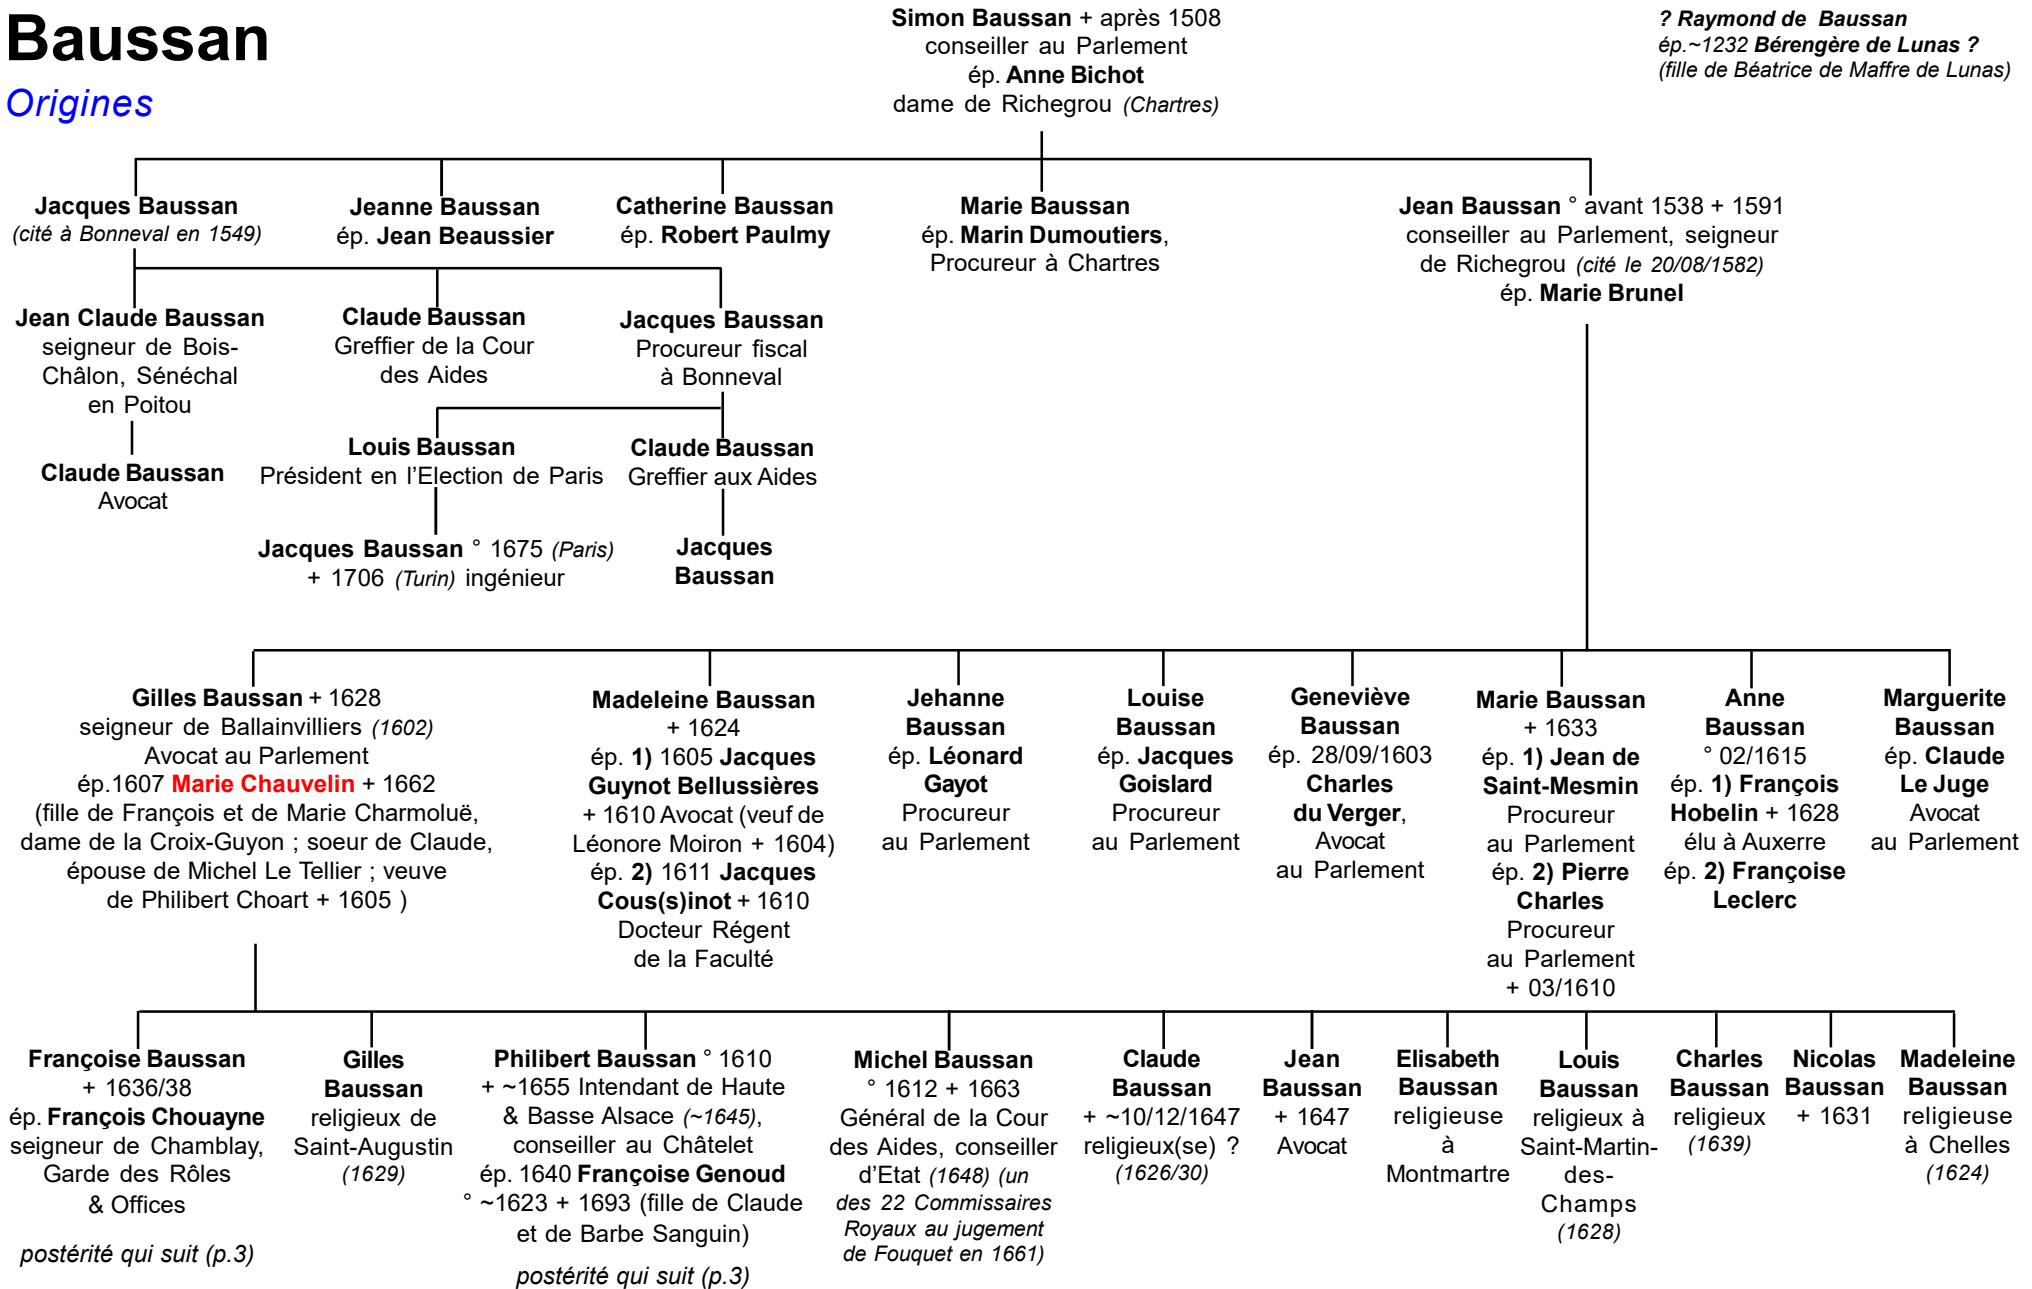 Baussan
Origines
Simon Baussan + après 1508
conseiller au Parlement
ép. Anne Bichot
dame de Richegrou (Chartres)
? Raymond de Baussan
ép.~1232 Bérengère de Lunas ?
(fille de Béatrice de Maffre de Lunas)
Jacques Baussan
(cité à Bonneval en 1549)
Jeanne Baussan
ép. Jean Beaussier
Catherine Baussan
ép. Robert Paulmy
Marie Baussan
ép. Marin Dumoutiers,
Procureur à Chartres
Jean Baussan ° avant 1538 + 1591
conseiller au Parlement, seigneur
de Richegrou (cité le 20/08/1582)
ép. Marie Brunel
Jean Claude Baussan
seigneur de Bois-
Châlon, Sénéchal
en Poitou
Claude Baussan
Greffier de la Cour
des Aides
Jacques Baussan
Procureur fiscal
à Bonneval
Claude Baussan
Avocat
Louis Baussan
Président en l'Election de Paris
Claude Baussan
Greffier aux Aides
Jacques Baussan ° 1675 (Paris)
+ 1706 (Turin) ingénieur
Jacques
Baussan
Gilles Baussan + 1628
seigneur de Ballainvilliers (1602)
Avocat au Parlement
ép.1607 Marie Chauvelin + 1662
(fille de François et de Marie Charmoluë,
dame de la Croix-Guyon ; soeur de Claude,
épouse de Michel Le Tellier ; veuve
de Philibert Choart + 1605 )
Madeleine Baussan
+ 1624
ép. 1) 1605 Jacques
Guynot Bellussières
+ 1610 Avocat (veuf de
Léonore Moiron + 1604)
ép. 2) 1611 Jacques
Cous(s)inot + 1610
Docteur Régent
de la Faculté
Jehanne
Baussan
ép. Léonard
Gayot
Procureur
au Parlement
Louise
Baussan
ép. Jacques
Goislard
Procureur
au Parlement
Geneviève
Baussan
ép. 28/09/1603
Charles
du Verger,
Avocat
au Parlement
Marie Baussan
+ 1633
ép. 1) Jean de
Saint-Mesmin
Procureur
au Parlement
ép. 2) Pierre
Charles
Procureur
au Parlement
+ 03/1610
Anne
Baussan
° 02/1615
ép. 1) François
Hobelin + 1628
élu à Auxerre
ép. 2) Françoise
Leclerc
Marguerite
Baussan
ép. Claude
Le Juge
Avocat
au Parlement
Françoise Baussan
+ 1636/38
ép. François Chouayne
seigneur de Chamblay,
Garde des Rôles
& Offices
postérité qui suit (p.3)
Gilles
Baussan
religieux de
Saint-Augustin
(1629)
Philibert Baussan ° 1610
+ ~1655 Intendant de Haute
& Basse Alsace (~1645),
conseiller au Châtelet
ép. 1640 Françoise Genoud
° ~1623 + 1693 (fille de Claude
et de Barbe Sanguin)
postérité qui suit (p.3)
Michel Baussan
° 1612 + 1663
Général de la Cour
des Aides, conseiller
d'Etat (1648) (un
des 22 Commissaires
Royaux au jugement
de Fouquet en 1661)
Claude
Baussan
+ ~10/12/1647
religieux(se) ?
(1626/30)
Jean
Baussan
+ 1647
Avocat
Elisabeth
Baussan
religieuse
à
Montmartre
Louis
Baussan
religieux à
Saint-Martin-
des-
Champs
(1628)
Charles
Baussan
religieux
(1639)
Nicolas
Baussan
+ 1631
Madeleine
Baussan
religieuse
à Chelles
(1624)